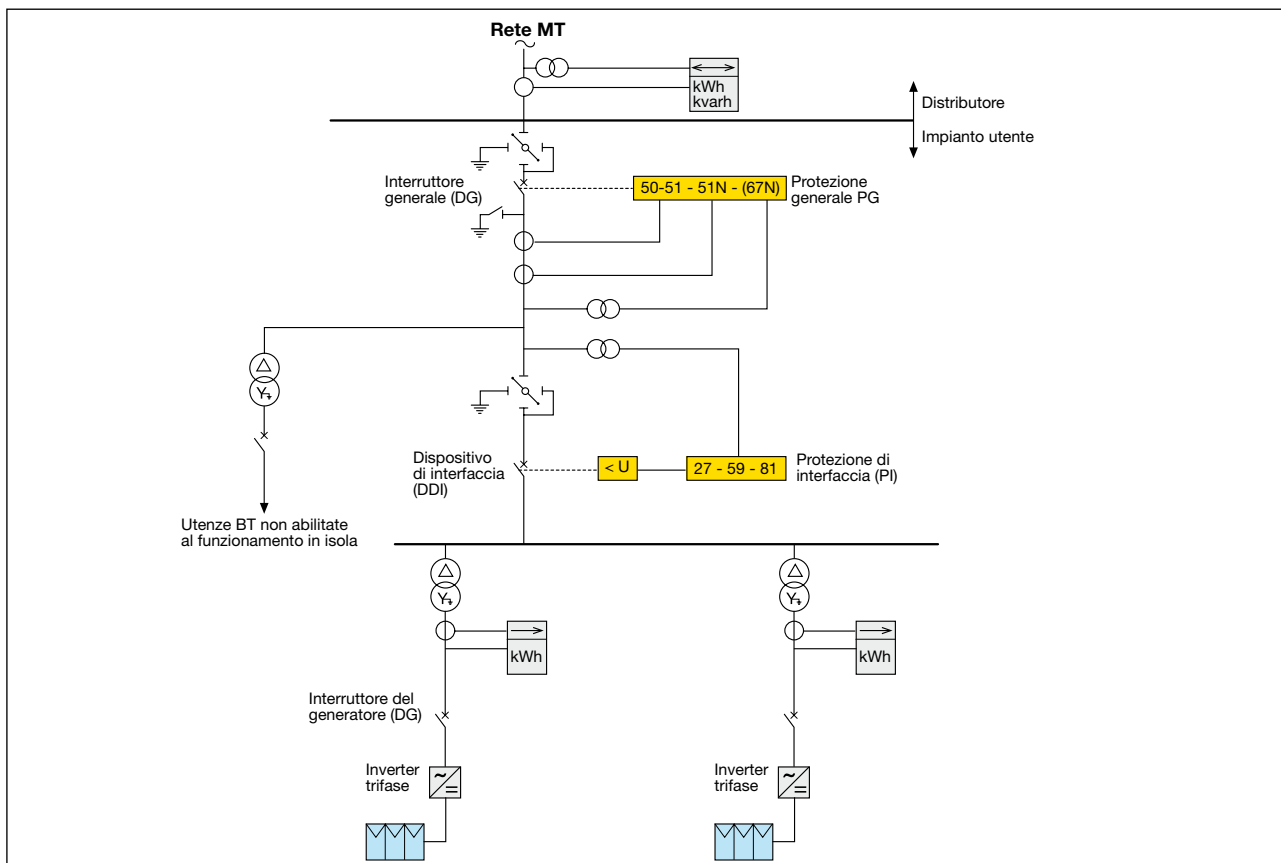 Rete MT
kWh
kvarh
Distributore
Impianto utente
Interruttore
generale (DG)
50-51 - 51N - (67N)
Protezione
generale PG
Dispositivo
di interfaccia
(DDI)
< U
27 - 59 - 81
Protezione di
interfaccia (PI)
Utenze BT non abilitate
al funzionamento in isola
Y
Y
Y
kWh
kWh
Interruttore del
generatore (DG)
Inverter
trifase
Inverter
trifase